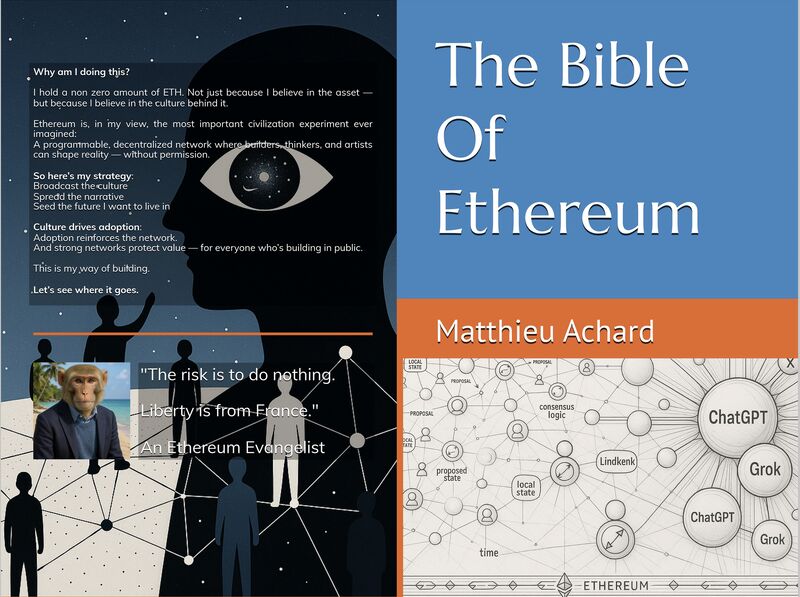 Why am I doing this?
I hold a non zero amount of ETH. Not just because I believe in the asset —
but because I believe in the culture behind it.
Ethereum is, in my view, the most important civilization experiment ever
imagined:
A programmable, decentralized network where builders, thinkers, and artists
can shape reality — without permission.
So here's my strategy:
Broadcast the culture
Spread the narrative
Seed the future I want to live in
Culture drives adoption:
Adoption reinforces the network.
And strong networks protect value — for everyone who's building in public.
This is my way of building.
Let's see where it goes.
"The risk is to do nothing.
Liberty is from France."
An Ethereum Evangelist
The Bible
Of
Ethereum
Matthieu Achard
LOCAL
STATE
PROPOSAL
PROPOSAL
X
PROPOSAL
consensus
logic
ChatGPT
LOCAL
STATE
proposed
state
Lindkenk
Grok
local
state
ChatGPT
Grok
time
ETHEREUM